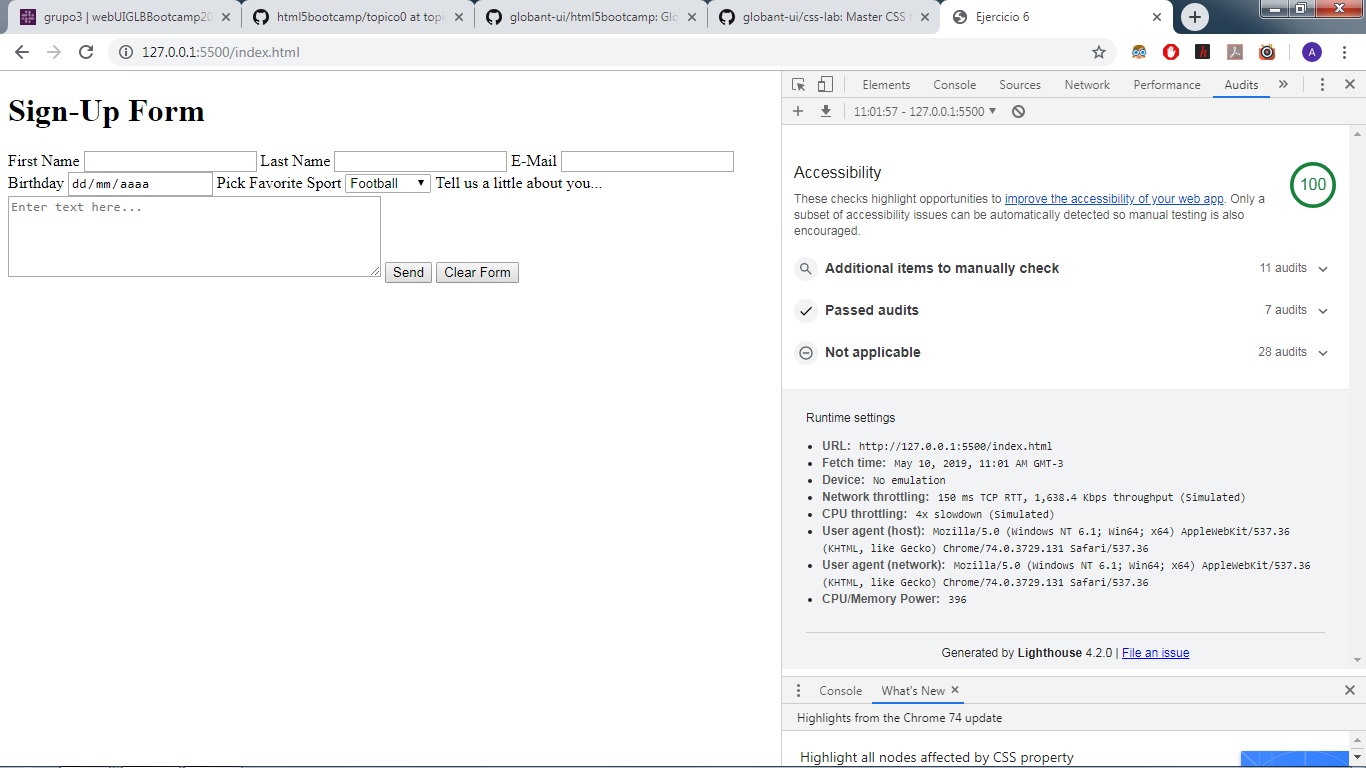 grupo3 | webUIGLBBootcamp20
html5bootcamp/topico0 at topi
globant-ui/html5bootcamp: Glo
globant-ui/css-lab: Master CSS
Ejercicio 6
127.0.0.1:5500/index.html
A
Elements Console Sources Network Performance Audits
11:01:57 - 127.0.0.1:5500
Sign-Up Form
First Name Last Name E-Mail
Birthday dd/mm/aaaa Pick Favorite Sport Football Tell us a little about you...
Enter text here...
Send Clear Form
Accessibility
100
These checks highlight opportunities to improve the accessibility of your web app. Only a
subset of accessibility issues can be automatically detected so manual testing is also
encouraged.
Additional items to manually check 11 audits
Passed audits 7 audits
Not applicable 28 audits
Runtime settings
URL: http://127.0.0.1:5500/index.html
Fetch time: May 10, 2019, 11:01 AM GMT-3
Device: No emulation
Network throttling: 150 ms TCP RTT, 1,638.4 Kbps throughput (Simulated)
CPU throttling: 4x slowdown (Simulated)
User agent (host): Mozilla/5.0 (Windows NT 6.1; Win64; x64) AppleWebKit/537.36
(KHTML, like Gecko) Chrome/74.0.3729.131 Safari/537.36
User agent (network): Mozilla/5.0 (Windows NT 6.1; Win64; x64) AppleWebKit/537.36
(KHTML, like Gecko) Chrome/74.0.3729.131 Safari/537.36
CPU/Memory Power: 396
Generated by Lighthouse 4.2.0 | File an issue
Console What's New
Highlights from the Chrome 74 update
Highlight all nodes affected by CSS property